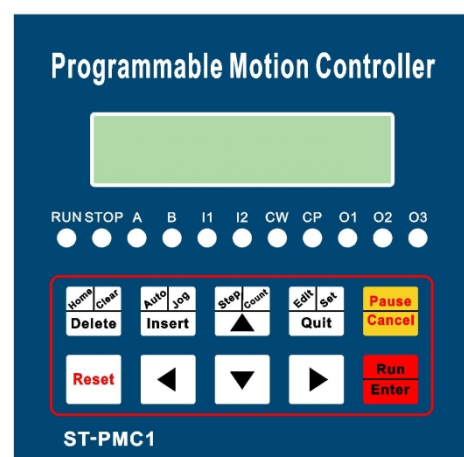 Programmable Motion Controller
RUN STOP A B I1 I2 CW CP O1 O2 O3
Home Clear Auto Jog Step Count Edit Set Pause
Delete Insert Quit Cancel
Reset Run
Enter
ST-PMC1